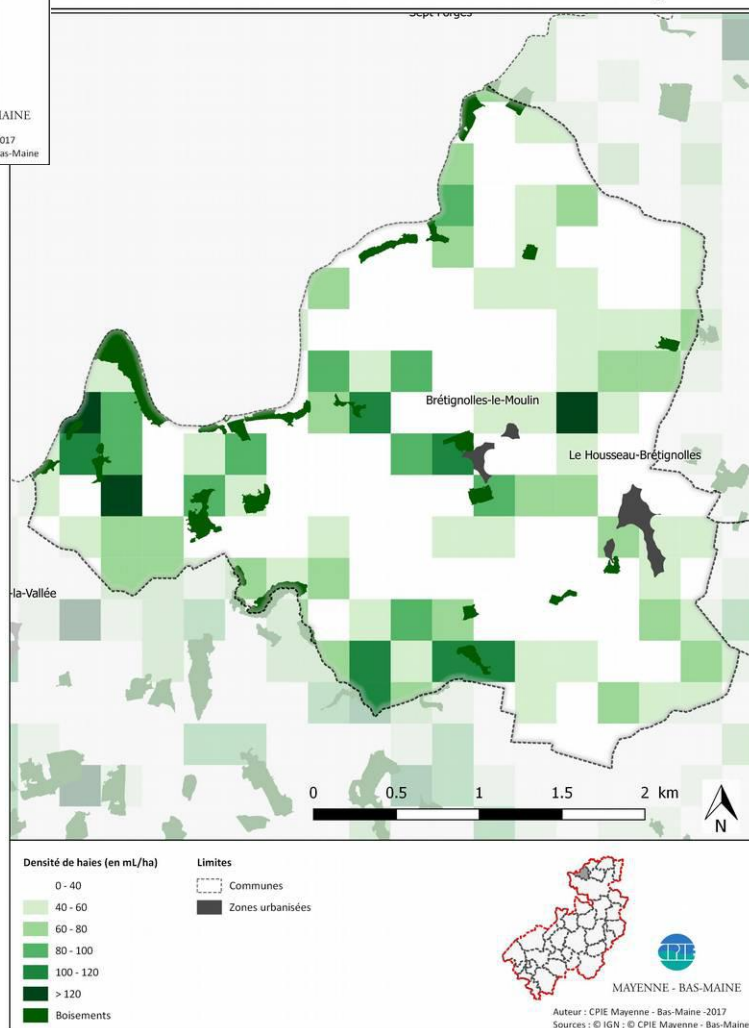 MAINE
2017
as-Maine
Sept-Forges
Brétignolles-le-Moulin
Le Housseau-Brétignolles
-la-Vallée
0 0.5 1 1.5 2 km
N
Densité de haies (en mL/ha)
0 - 40
40 - 60
60 - 80
80 - 100
100 - 120
> 120
Boisements
Limites
Communes
Zones urbanisées
CPIE
MAYENNE - BAS-MAINE
Auteur : CPIE Mayenne - Bas-Maine -2017
Sources : © IGN ; © CPIE Mayenne - Bas-Maine